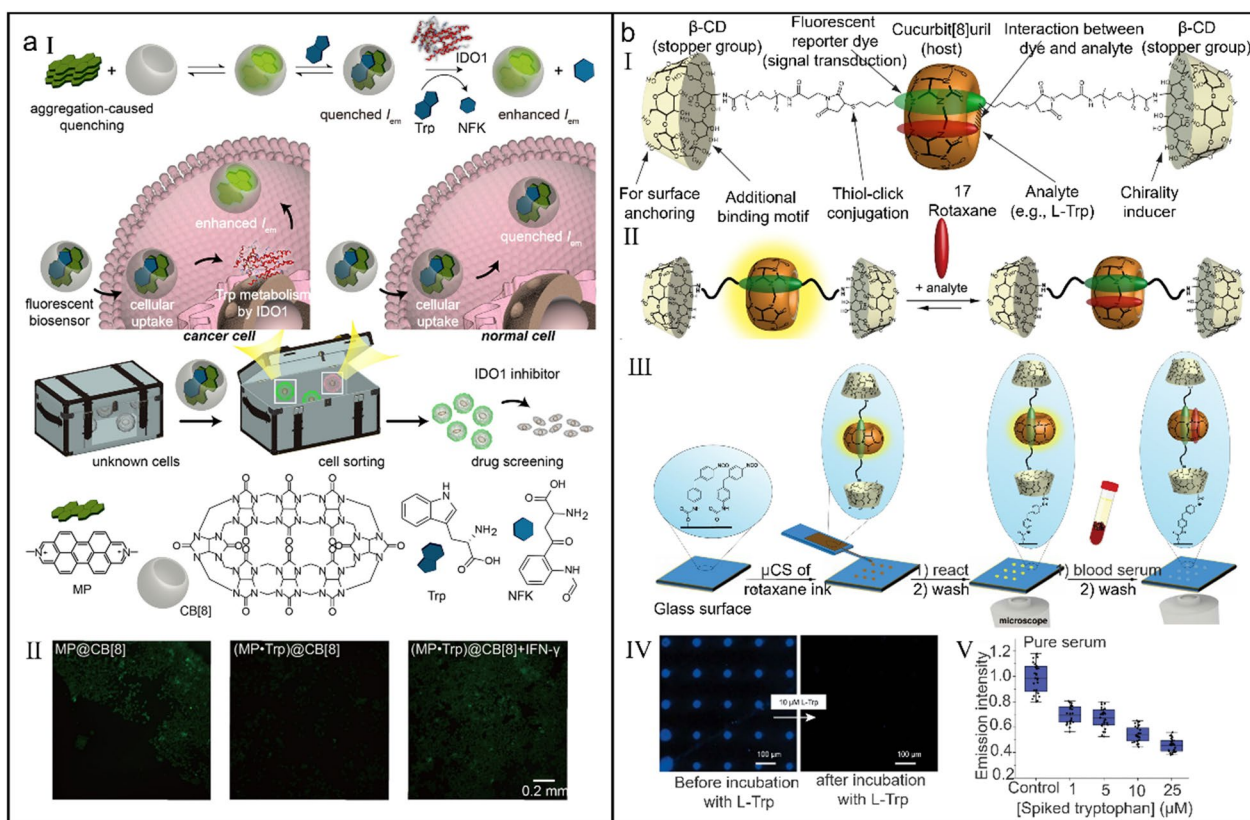 a I
aggregation-caused
quenching
+
quenched Iem
IDO1
Trp
NFK
enhanced Iem
+
enhanced Iem
fluorescent
biosensor
cellular
uptake
Trp metabolism
by IDO1
cancer cell
quenched Iem
cellular
uptake
normal cell
unknown cells
cell sorting
IDO1 inhibitor
drug screening
MP
CB[8]
Trp
NFK
II
MP@CB[8]
(MP•Trp)@CB[8]
(MP•Trp)@CB[8]+IFN-γ
0.2 mm
b
I
β-CD
(stopper group)
Fluorescent
reporter dye
(signal transduction)
Cucurbit[8]uril
(host)
Interaction between
dye and analyte
β-CD
(stopper group)
For surface
anchoring
Additional
binding motif
Thiol-click
conjugation
17
Rotaxane
Analyte
(e.g., L-Trp)
Chirality
inducer
II
+ analyte
III
Glass surface
μCS of
rotaxane ink
1) react
2) wash
microscope
1) blood serum
2) wash
IV
10 μM L-Trp
100 μm
100 μm
Before incubation
with L-Trp
after incubation
with L-Trp
V
Pure serum
Emission intensity
1.2
1.0
0.8
0.6
0.4
0.2
Control 1 5 10 25
[Spiked tryptophan] (μM)